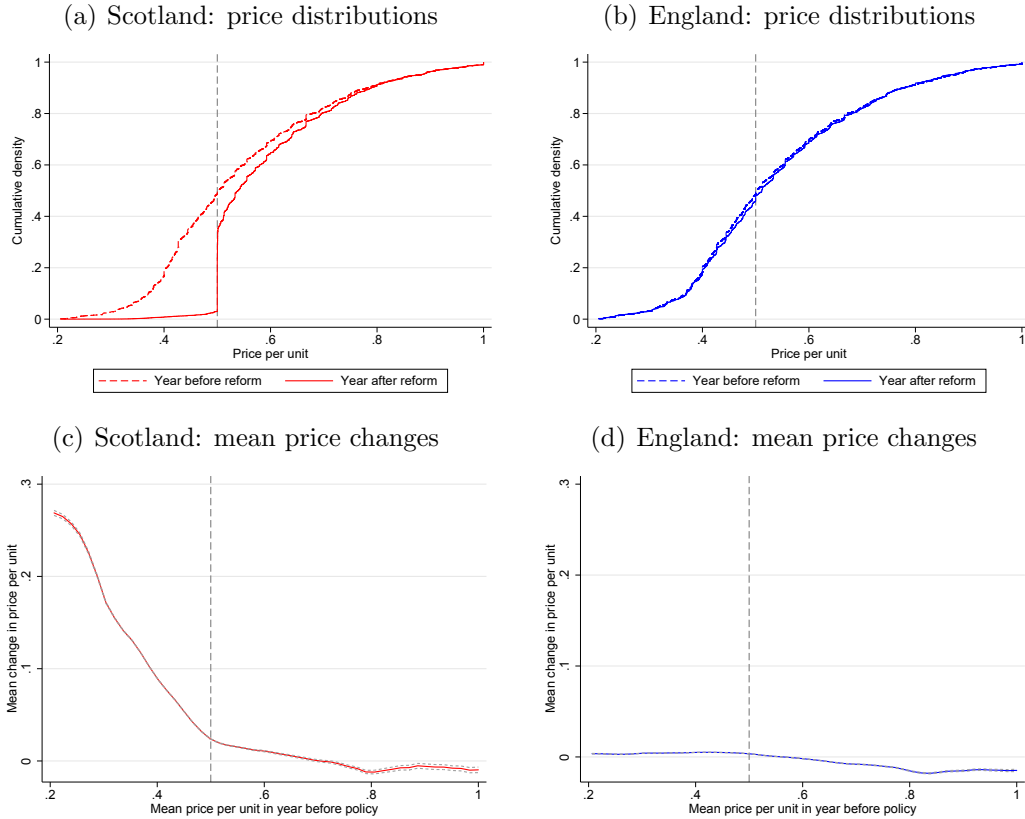 (a) Scotland: price distributions
1
.8
.6
.4
.2
0
Cumulative density
.2 .4 .6 .8 1
Price per unit
Year before reform Year after reform
(b) England: price distributions
1
.8
.6
.4
.2
0
Cumulative density
.2 .4 .6 .8 1
Price per unit
Year before reform Year after reform
(c) Scotland: mean price changes
.3
.2
.1
0
Mean change in price per unit
.2 .4 .6 .8 1
Mean price per unit in year before policy
(d) England: mean price changes
.3
.2
.1
0
Mean change in price per unit
.2 .4 .6 .8 1
Mean price per unit in year before policy